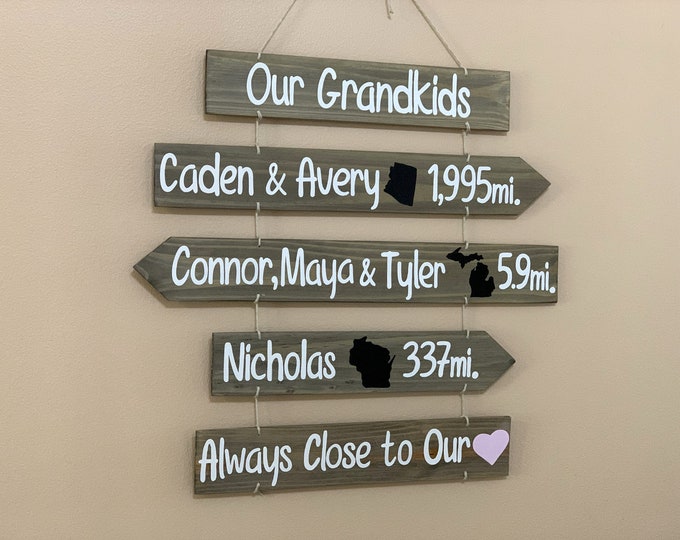 Our Grandkids
Caden & Avery 1,995mi.
Connor, Maya & Tyler 5.9mi.
Nicholas 337mi.
Always Close to Our